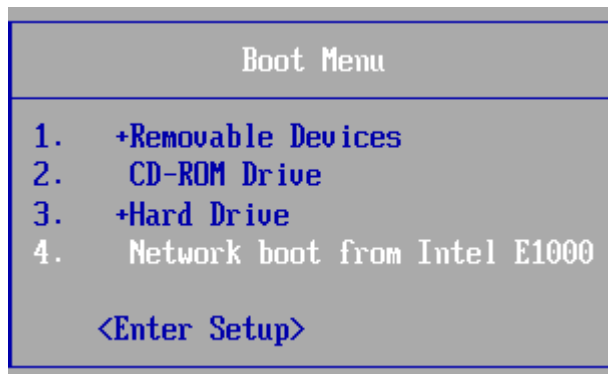 Boot Menu
1. +Removable Devices
2. CD-ROM Drive
3. +Hard Drive
4. Network boot from Intel E1000
<Enter Setup>